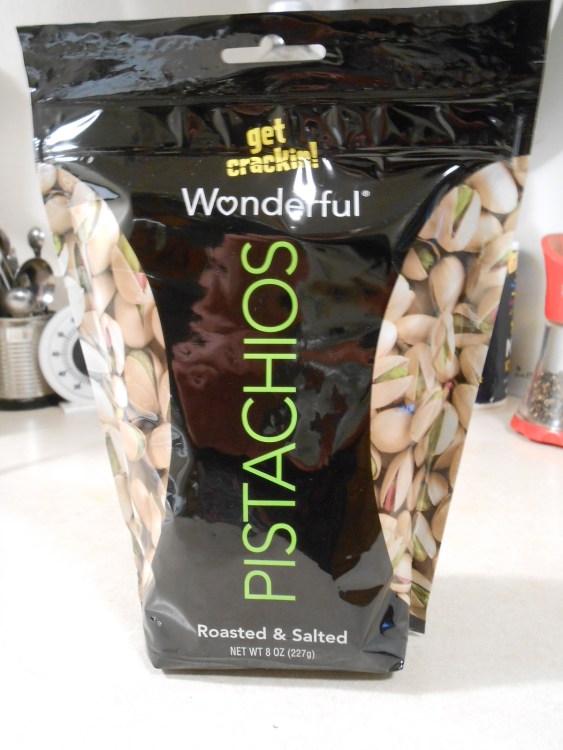 get
crackin!
Wonderful®
PISTACHIOS
Roasted & Salted
NET WT 8 OZ (227g)